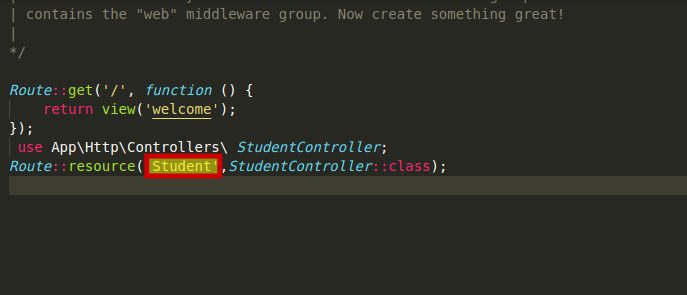 | contains the "web" middleware group. Now create something great!
|
*/
Route::get('/', function () {
    return view('welcome');
});
 use App\Http\Controllers\ StudentController;
Route::resource('Student',StudentController::class);